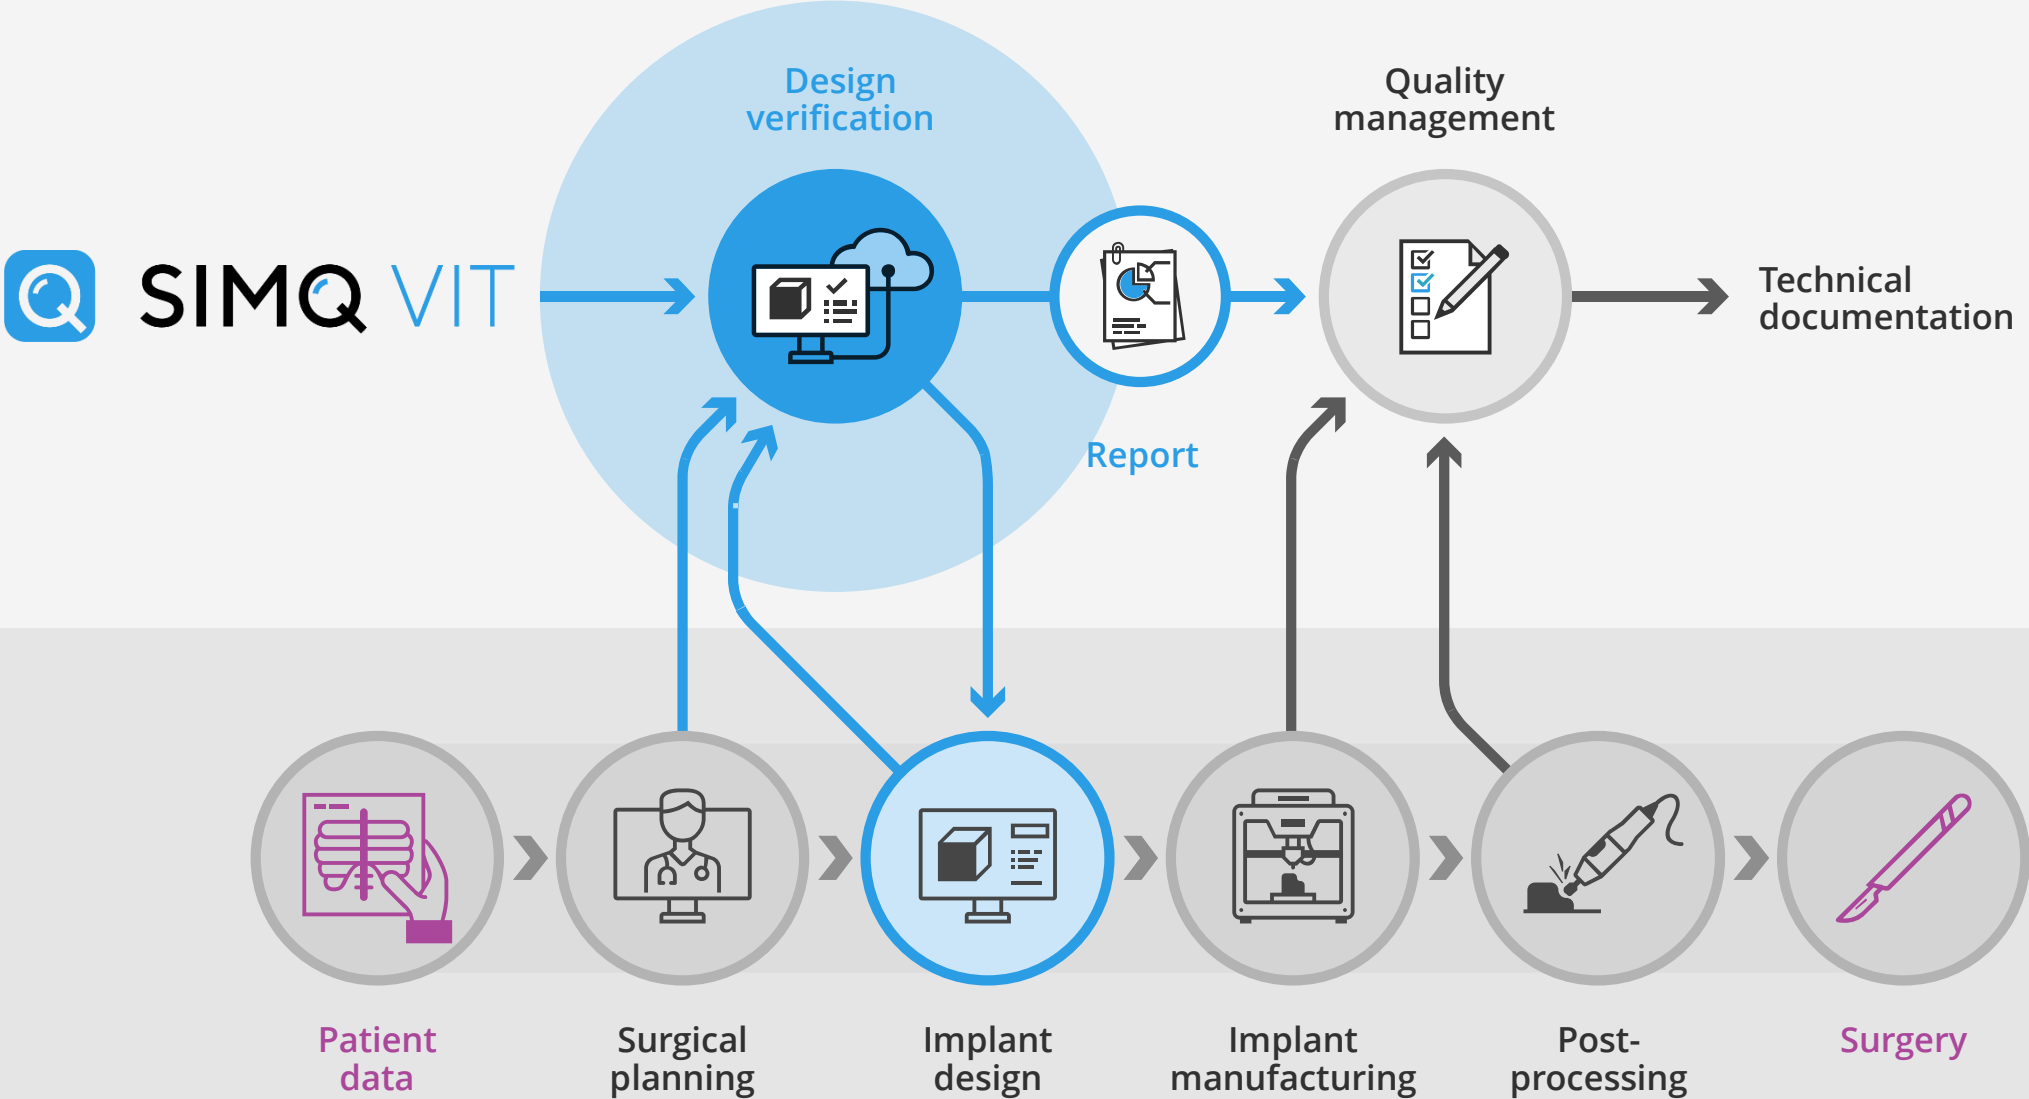 Design
verification
Quality
management
SIMQ VIT
Technical
documentation
Report
Patient
data
Surgical
planning
Implant
design
Implant
manufacturing
Post-
processing
Surgery